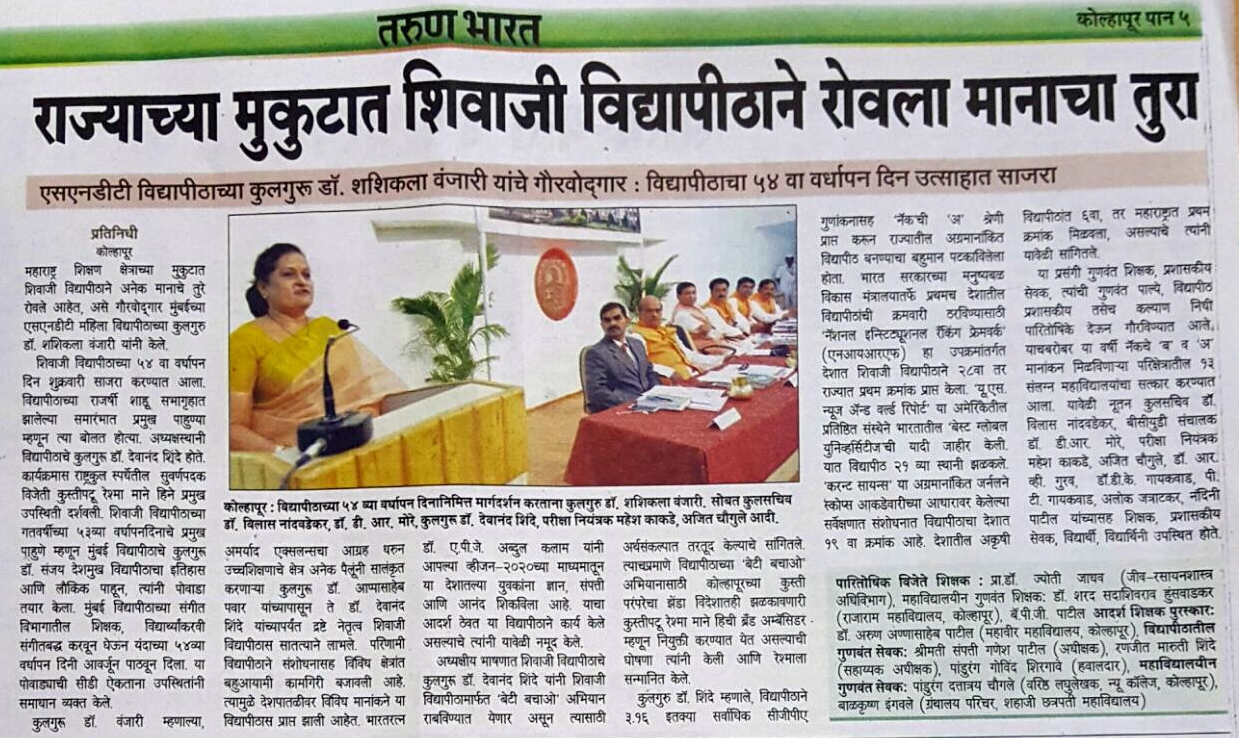 तरुण भारत
कोल्हापूर पान ५
राज्याच्या मुकुटात शिवाजी विद्यापीठाने रोवला मानाचा तुरा
एसएनडीटी विद्यापीठाच्या कुलगुरू डॉ. शशिकला वंजारी यांचे गौरवोद्गार : विद्यापीठाचा ५४ वा वर्धापन दिन उत्साहात साजरा
प्रतिनिधी
कोल्हापूर
महाराष्ट्र शिक्षण क्षेत्राच्या मुकुटात
शिवाजी विद्यापीठाने अनेक मानाचे तुरे
रोवले आहेत, असे गौरवोद्गार मुंबईच्या
एसएनडीटी महिला विद्यापीठाच्या कुलगुरु
डॉ. शशिकला वंजारी यांनी केले.
शिवाजी विद्यापीठाच्या ५४ वा वर्धापन
दिन शुक्रवारी साजरा करण्यात आला.
विद्यापीठाच्या राजर्षी शाहू सभागृहात
झालेल्या समारंभात प्रमुख पाहुण्या
म्हणून त्या बोलत होत्या. अध्यक्षस्थानी
विद्यापीठाचे कुलगुरू डॉ. देवानंद शिंदे होते.
कार्यक्रमास राष्ट्रकुल स्पर्धेतील सुवर्णपदक
विजेती कुस्तीपटू रेश्मा माने हिने प्रमुख
उपस्थिती दर्शवली. शिवाजी विद्यापीठाच्या
गतवर्षीच्या ५३व्या वर्धापनदिनाचे प्रमुख
पाहुणे म्हणून मुंबई विद्यापीठाचे कुलगुरू
डॉ. संजय देशमुख विद्यापीठाचा इतिहास
आणि लौकिक पाहून, त्यांनी पोवाडा
तयार केला. मुंबई विद्यापीठाच्या संगीत
विभागातील शिक्षक, विद्यार्थ्यांकरवी
संगीतबद्ध करवून घेऊन यंदाच्या ५४व्या
वर्धापन दिनी आवर्जून पाठवून दिला. या
पोवाड्याची सीडी ऐकताना उपस्थितांनी
समाधान व्यक्त केले.
कुलगुरू डॉ. वंजारी म्हणाल्या,
कोल्हापूर : विद्यापीठाच्या ५४ व्या वर्धापन दिनानिमित्त मार्गदर्शन करताना कुलगुरु डॉ. शशिकला वंजारी. सोबत कुलसचिव
डॉ. विलास नांदवडेकर, डॉ. डी. आर. मोरे, कुलगुरू डॉ. देवानंद शिंदे, परीक्षा नियंत्रक महेश काकडे, अजित चौगुले आदी.
अमर्याद एक्सलन्सचा आग्रह धरुन
उच्चशिक्षणाचे क्षेत्र अनेक पैलूंनी सालंकृत
करणाऱ्या कुलगुरू डॉ. आप्पासाहेब
पवार यांच्यापासून ते डॉ. देवानंद
शिंदे यांच्यापर्यंत द्रष्टे नेतृत्व शिवाजी
विद्यापीठास सातत्याने लाभले. परिणामी
विद्यापीठाने संशोधनासह विविध क्षेत्रांत
बहुआयामी कामगिरी बजावली आहे.
त्यामुळे देशपातळीवर विविध मानांकने या
विद्यापीठास प्राप्त झाली आहेत. भारतरत्न
डॉ. ए.पी.जे. अब्दुल कलाम यांनी
आपल्या व्हीजन-२०२०च्या माध्यमातून
या देशातल्या युवकांना ज्ञान, संपत्ती
आणि आनंद शिकविला आहे. याचा
आदर्श ठेवत या विद्यापीठाने कार्य केले
असल्याचे त्यांनी यावेळी नमूद केले.
अध्यक्षीय भाषणात शिवाजी विद्यापीठाचे
कुलगुरू डॉ. देवानंद शिंदे यांनी शिवाजी
विद्यापीठामार्फत 'बेटी बचाओ' अभियान
राबविण्यात येणार असून त्यासाठी
अर्थसंकल्पात तरतूद केल्याचे सांगितले.
त्याचप्रमाणे विद्यापीठाच्या 'बेटी बचाओ'
अभियानासाठी कोल्हापूरच्या कुस्ती
परंपरेचा झेंडा विदेशातही झळकावणारी
कुस्तीपटू रेश्मा माने हिची ब्रँड अम्बॅसिडर
म्हणून नियुक्ती करण्यात येत असल्याची
घोषणा त्यांनी केली आणि रेश्माला
सन्मानित केले.
कुलगुरू डॉ. शिंदे म्हणाले, विद्यापीठाने
३.१६ इतक्या सर्वाधिक सीजीपीए
गुणांकनासह 'नॅक'ची 'अ' श्रेणी
प्राप्त करून राज्यातील अग्रमानांकित
विद्यापीठ बनण्याचा बहुमान पटकाविलेला
होता. भारत सरकारच्या मनुष्यबळ
विकास मंत्रालयातर्फे प्रथमच देशातील
विद्यापीठांची क्रमवारी ठरविण्यासाठी
'नॅशनल इन्स्टिट्यूशनल रँकिंग फ्रेमवर्क'
(एनआयआरएफ) हा उपक्रमांतर्गत
देशात शिवाजी विद्यापीठाने २८वा तर
राज्यात प्रथम क्रमांक प्राप्त केला. 'यू.एस.
न्यूज अ‍ॅन्ड वर्ल्ड रिपोर्ट' या अमेरिकेतील
प्रतिष्ठित संस्थेने भारतातील 'बेस्ट ग्लोबल
युनिव्हर्सिटीज'ची यादी जाहीर केली.
यात विद्यापीठ २१ व्या स्थानी झळकले.
'करन्ट सायन्स' या अग्रमानांकित जर्नलने
स्कोप्स आकडेवारीच्या आधारावर केलेल्या
सर्वेक्षणात संशोधनात विद्यापीठाचा देशात
१९ वा क्रमांक आहे. देशातील अकृषी
विद्यापीठांत ६वा, तर महाराष्ट्रात प्रथम
क्रमांक मिळवला, असल्याचे त्यांनी
यावेळी सांगितले.
या प्रसंगी गुणवंत शिक्षक, प्रशासकीय
सेवक, त्यांची गुणवंत पाल्ये, विद्यापीठ
प्रशासकीय तसेच कल्याण निधी
पारितोषिके देऊन गौरविण्यात आले.
याचबरोबर या वर्षी नॅकचे 'ब' व 'अ'
मानांकन मिळविणाऱ्या परिक्षेत्रातील १३
संलग्न महाविद्यालयांचा सत्कार करण्यात
आला. यावेळी नूतन कुलसचिव डॉ.
विलास नांदवडेकर, बीसीयुडी संचालक
डॉ. डी.आर. मोरे, परीक्षा नियंत्रक
महेश काकडे, अजित चौगुले, डॉ. आर.
व्ही. गुरव, डॉ.डी.के. गायकवाड, पी.
टी. गायकवाड, आलोक जत्राटकर, नंदिनी
पाटील यांच्यासह शिक्षक, प्रशासकीय
सेवक, विद्यार्थी, विद्यार्थिनी उपस्थित होते.
पारितोषिक विजेते शिक्षक : प्रा.डॉ. ज्योती जाधव (जीव-रसायनशास्त्र
अधिविभाग), महाविद्यालयीन गुणवंत शिक्षक: डॉ. शरद सदाशिवराव हुंसवाडकर
(राजाराम महाविद्यालय, कोल्हापूर), बॅ.पी.जी. पाटील आदर्श शिक्षक पुरस्कार:
डॉ. अरुण अण्णासाहेब पाटील (महावीर महाविद्यालय, कोल्हापूर), विद्यापीठातील
गुणवंत सेवक: श्रीमती संपती गणेश पाटील (अधीक्षक), रणजीत मारुती शिंदे
(सहाय्यक अधीक्षक), पांडुरंग गोविंद शिरगावे (हवालदार), महाविद्यालयीन
गुणवंत सेवक: पांडुरंग दत्तात्रय चौगले (वरिष्ठ लघुलेखक, न्यू कॉलेज, कोल्हापूर),
बाळकृष्ण इंगवले (ग्रंथालय परिचर, शहाजी छत्रपती महाविद्यालय)